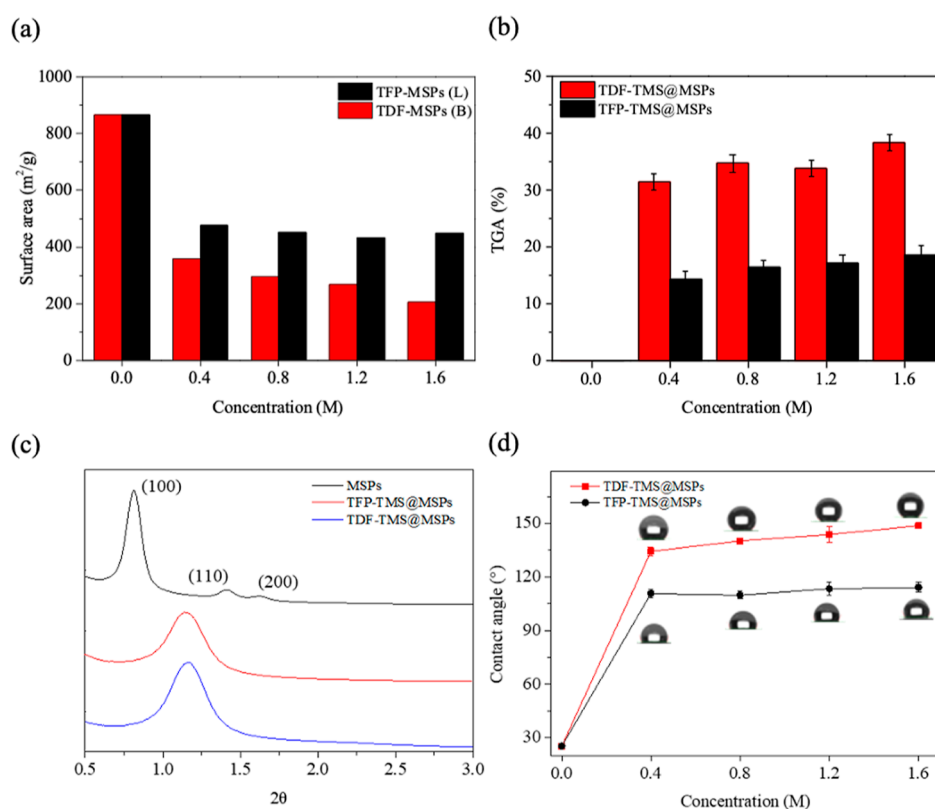 (a)
TFP-MSPs (L)
TDF-MSPs (B)
1000
800
600
400
200
0
Surface area (m²/g)
0.0 0.4 0.8 1.2 1.6
Concentration (M)
(b)
TDF-TMS@MSPs
TFP-TMS@MSPs
50
40
30
20
10
0
TGA (%)
0.0 0.4 0.8 1.2 1.6
Concentration (M)
(c)
MSPs
TFP-TMS@MSPs
TDF-TMS@MSPs
(100)
(110)
(200)
0.5 1.0 1.5 2.0 2.5 3.0
2θ
(d)
TDF-TMS@MSPs
TFP-TMS@MSPs
150
120
90
60
30
Contact angle (°)
0.0 0.4 0.8 1.2 1.6
Concentration (M)